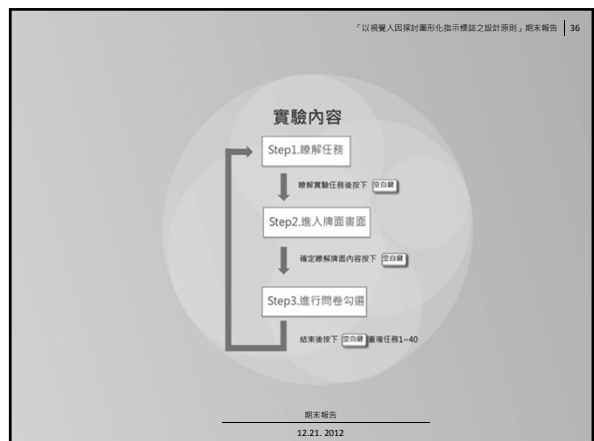 「以視覺人因探討圖形化指示標誌之設計原則」期末報告 36
實驗內容
Step1.瞭解任務
瞭解實驗任務後按下 空白鍵
Step2.進入牌面畫面
確定瞭解牌面內容按下 空白鍵
Step3.進行問卷勾選
結束後按下 空白鍵 重複任務1~40
期末報告
12.21. 2012